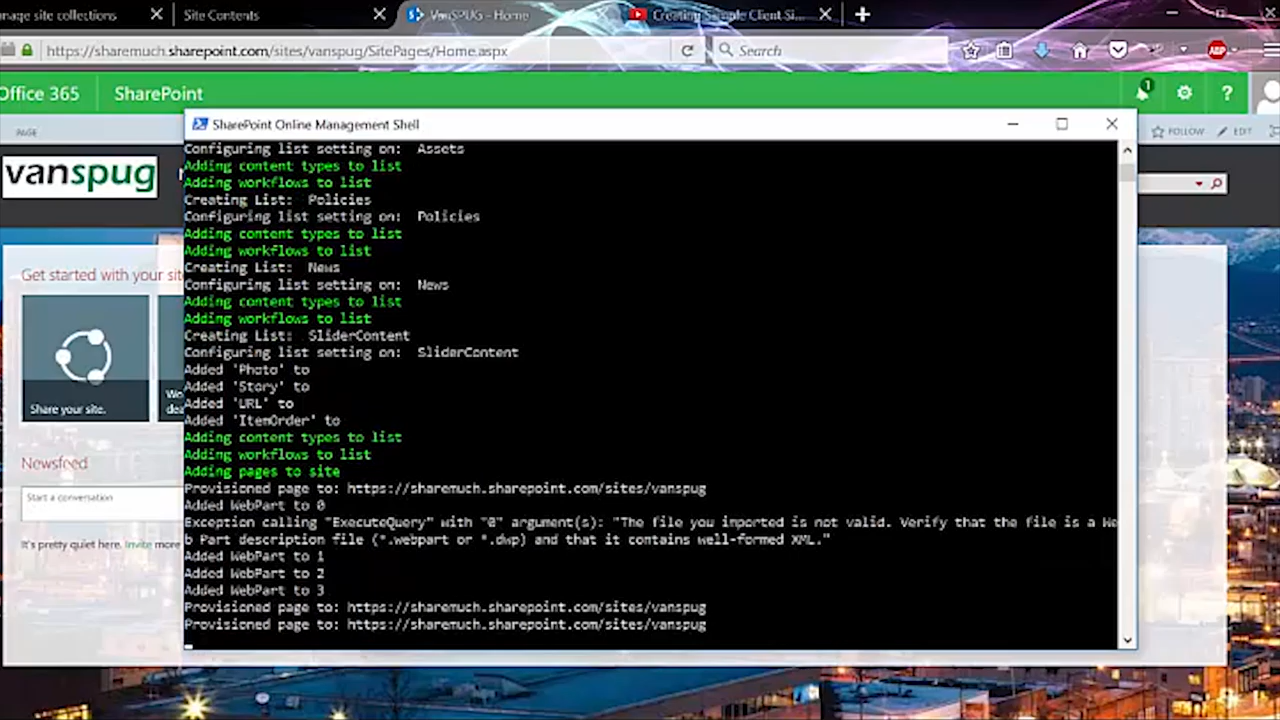 nage site collections
Site Contents
VanSPUG - Home
Creating Sample Client Si...
https://sharemuch.sharepoint.com/sites/vanspug/SitePages/Home.aspx
Search
ABP
Office 365
SharePoint
1
?
PAGE
FOLLOW
EDIT
vanspug
SharePoint Online Management Shell
Configuring list setting on:  Assets
Adding content types to list
Adding workflows to list
Creating List:  Policies
Configuring list setting on:  Policies
Adding content types to list
Adding workflows to list
Creating List:  News
Configuring list setting on:  News
Adding content types to list
Adding workflows to list
Creating List:  SliderContent
Configuring list setting on:  SliderContent
Added 'Photo' to
Added 'Story' to
Added 'URL' to
Added 'ItemOrder' to
Adding content types to list
Adding workflows to list
Adding pages to site
Provisioned page to: https://sharemuch.sharepoint.com/sites/vanspug
Added WebPart to 0
Exception calling "ExecuteQuery" with "0" argument(s): "The file you imported is not valid. Verify that the file is a We
b Part description file (*.webpart or *.dwp) and that it contains well-formed XML."
Added WebPart to 1
Added WebPart to 2
Added WebPart to 3
Provisioned page to: https://sharemuch.sharepoint.com/sites/vanspug
Provisioned page to: https://sharemuch.sharepoint.com/sites/vanspug
Get started with your sit
Share your site.
Wo
dea
Newsfeed
Start a conversation
It's pretty quiet here. Invite more